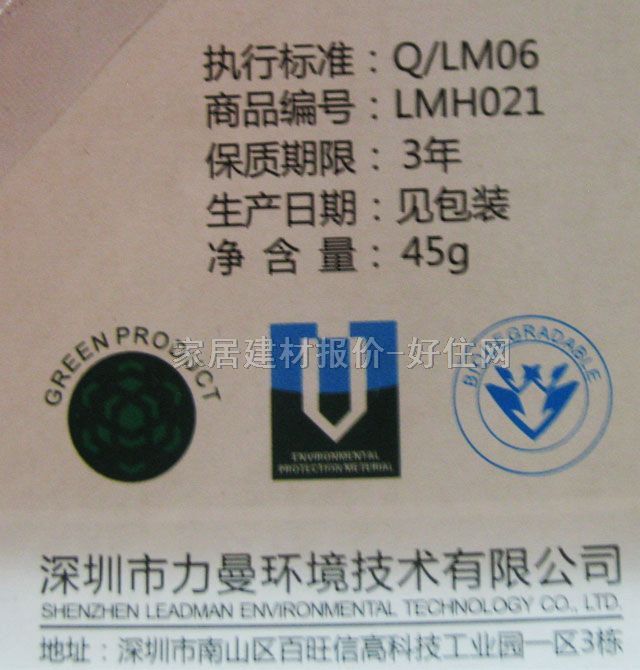 执行标准：Q/LM06
商品编号：LMH021
保质期限：3年
生产日期：见包装
净含量：45g
GREEN PRODUCT
家居建材报价-好住网
BIODEGRADABLE
ENVIRONMENTAL
PROTECTION METERIAL
深圳市力曼环境技术有限公司
SHENZHEN LEADMAN ENVIRONMENTAL TECHNOLOGY CO., LTD.
地址：深圳市南山区百旺信高科技工业园一区3栋